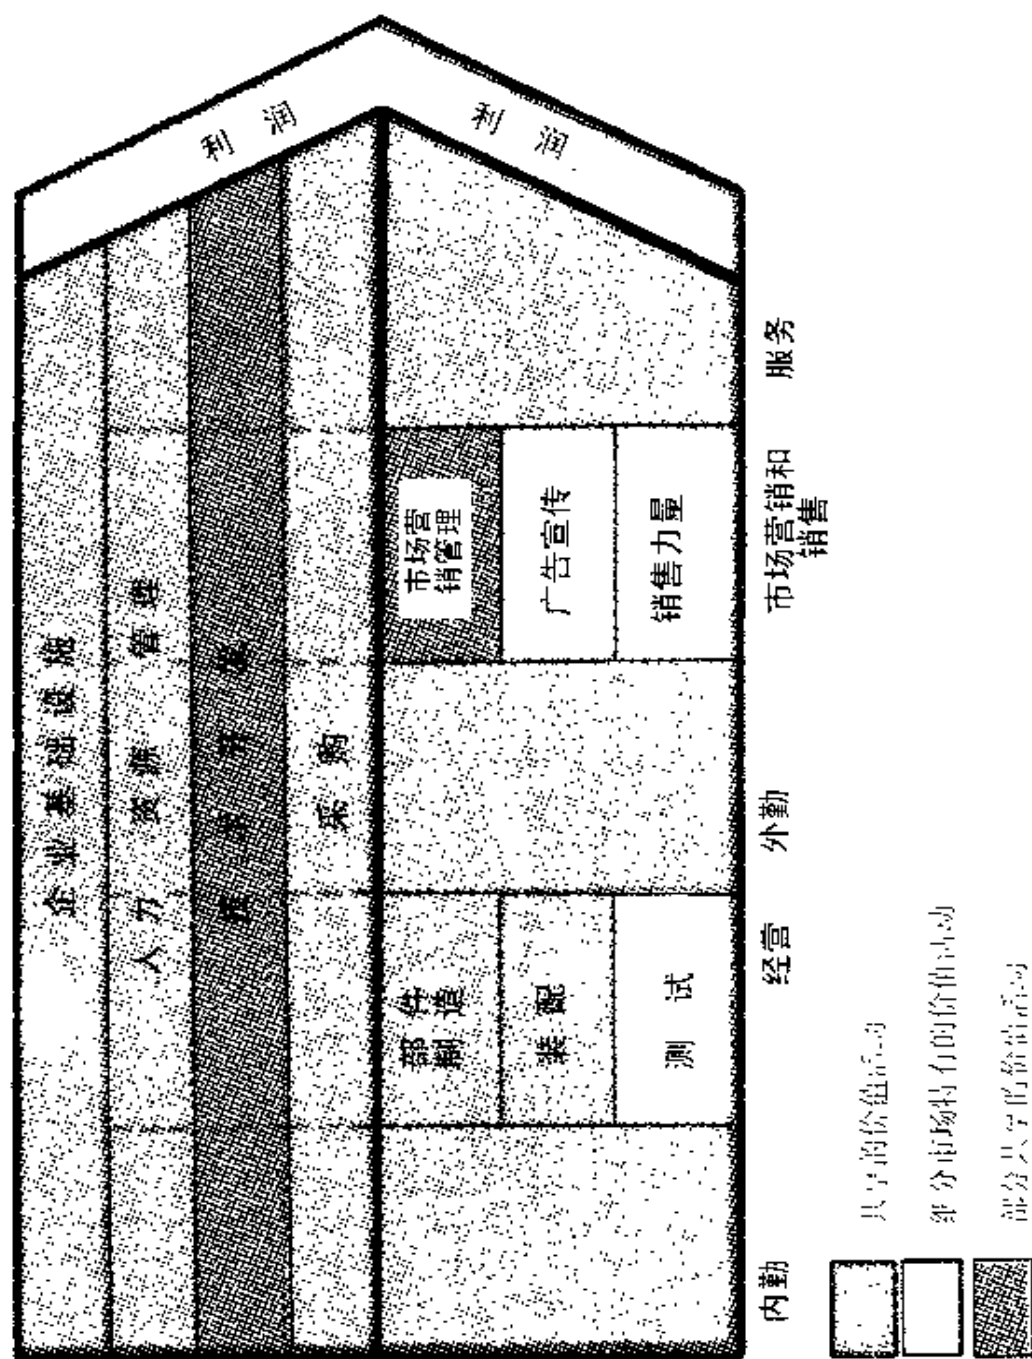 企业基础设施
人力资源管理
技术开发
采购
利润
利润
部件
制造
装配
测试
市场营
销管理
广告宣传
销售力量
内勤
经营
外勤
市场营销和
销售
服务
共享的价值活动
细分市场特有的价值活动
部分共享的价值活动